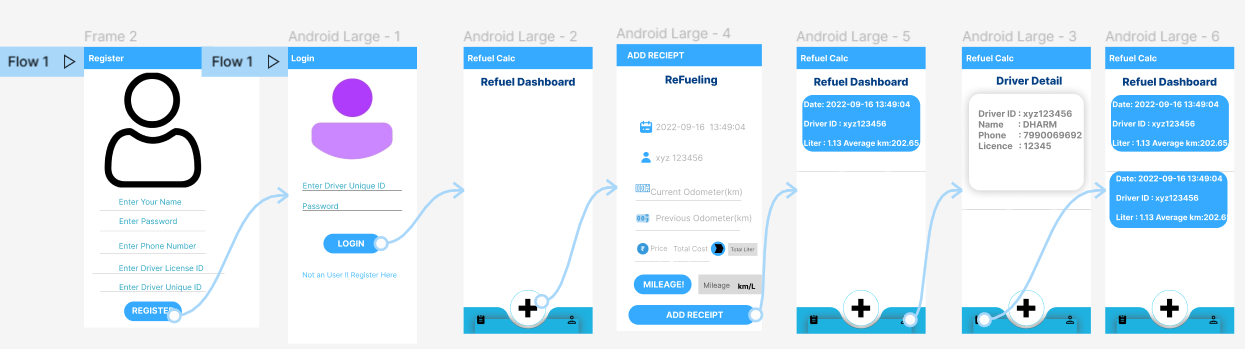 Frame 2
Flow 1
Register
Enter Your Name
Enter Password
Enter Phone Number
Enter Driver License ID
Enter Driver Unique ID
REGISTER
Android Large - 1
Flow 1
Login
Enter Driver Unique ID
Password
LOGIN
Not an User !! Register Here
Android Large - 2
Refuel Calc
Refuel Dashboard
Android Large - 4
ADD RECIEPT
ReFueling
2022-09-16 13:49:04
xyz 123456
Current Odometer(km)
Previous Odometer(km)
Price Total Cost Total Liter
MILEAGE! Mileage km/L
ADD RECEIPT
Android Large - 5
Refuel Calc
Refuel Dashboard
Date: 2022-09-16 13:49:04
Driver ID : xyz123456
Liter : 1.13 Average km:202.65
Android Large - 3
Refuel Calc
Driver Detail
Driver ID : xyz123456
Name : DHARM
Phone : 7990069692
Licence : 12345
Android Large - 6
Refuel Calc
Refuel Dashboard
Date: 2022-09-16 13:49:04
Driver ID : xyz123456
Liter : 1.13 Average km:202.65
Date: 2022-09-16 13:49:04
Driver ID : xyz123456
Liter : 1.13 Average km:202.6